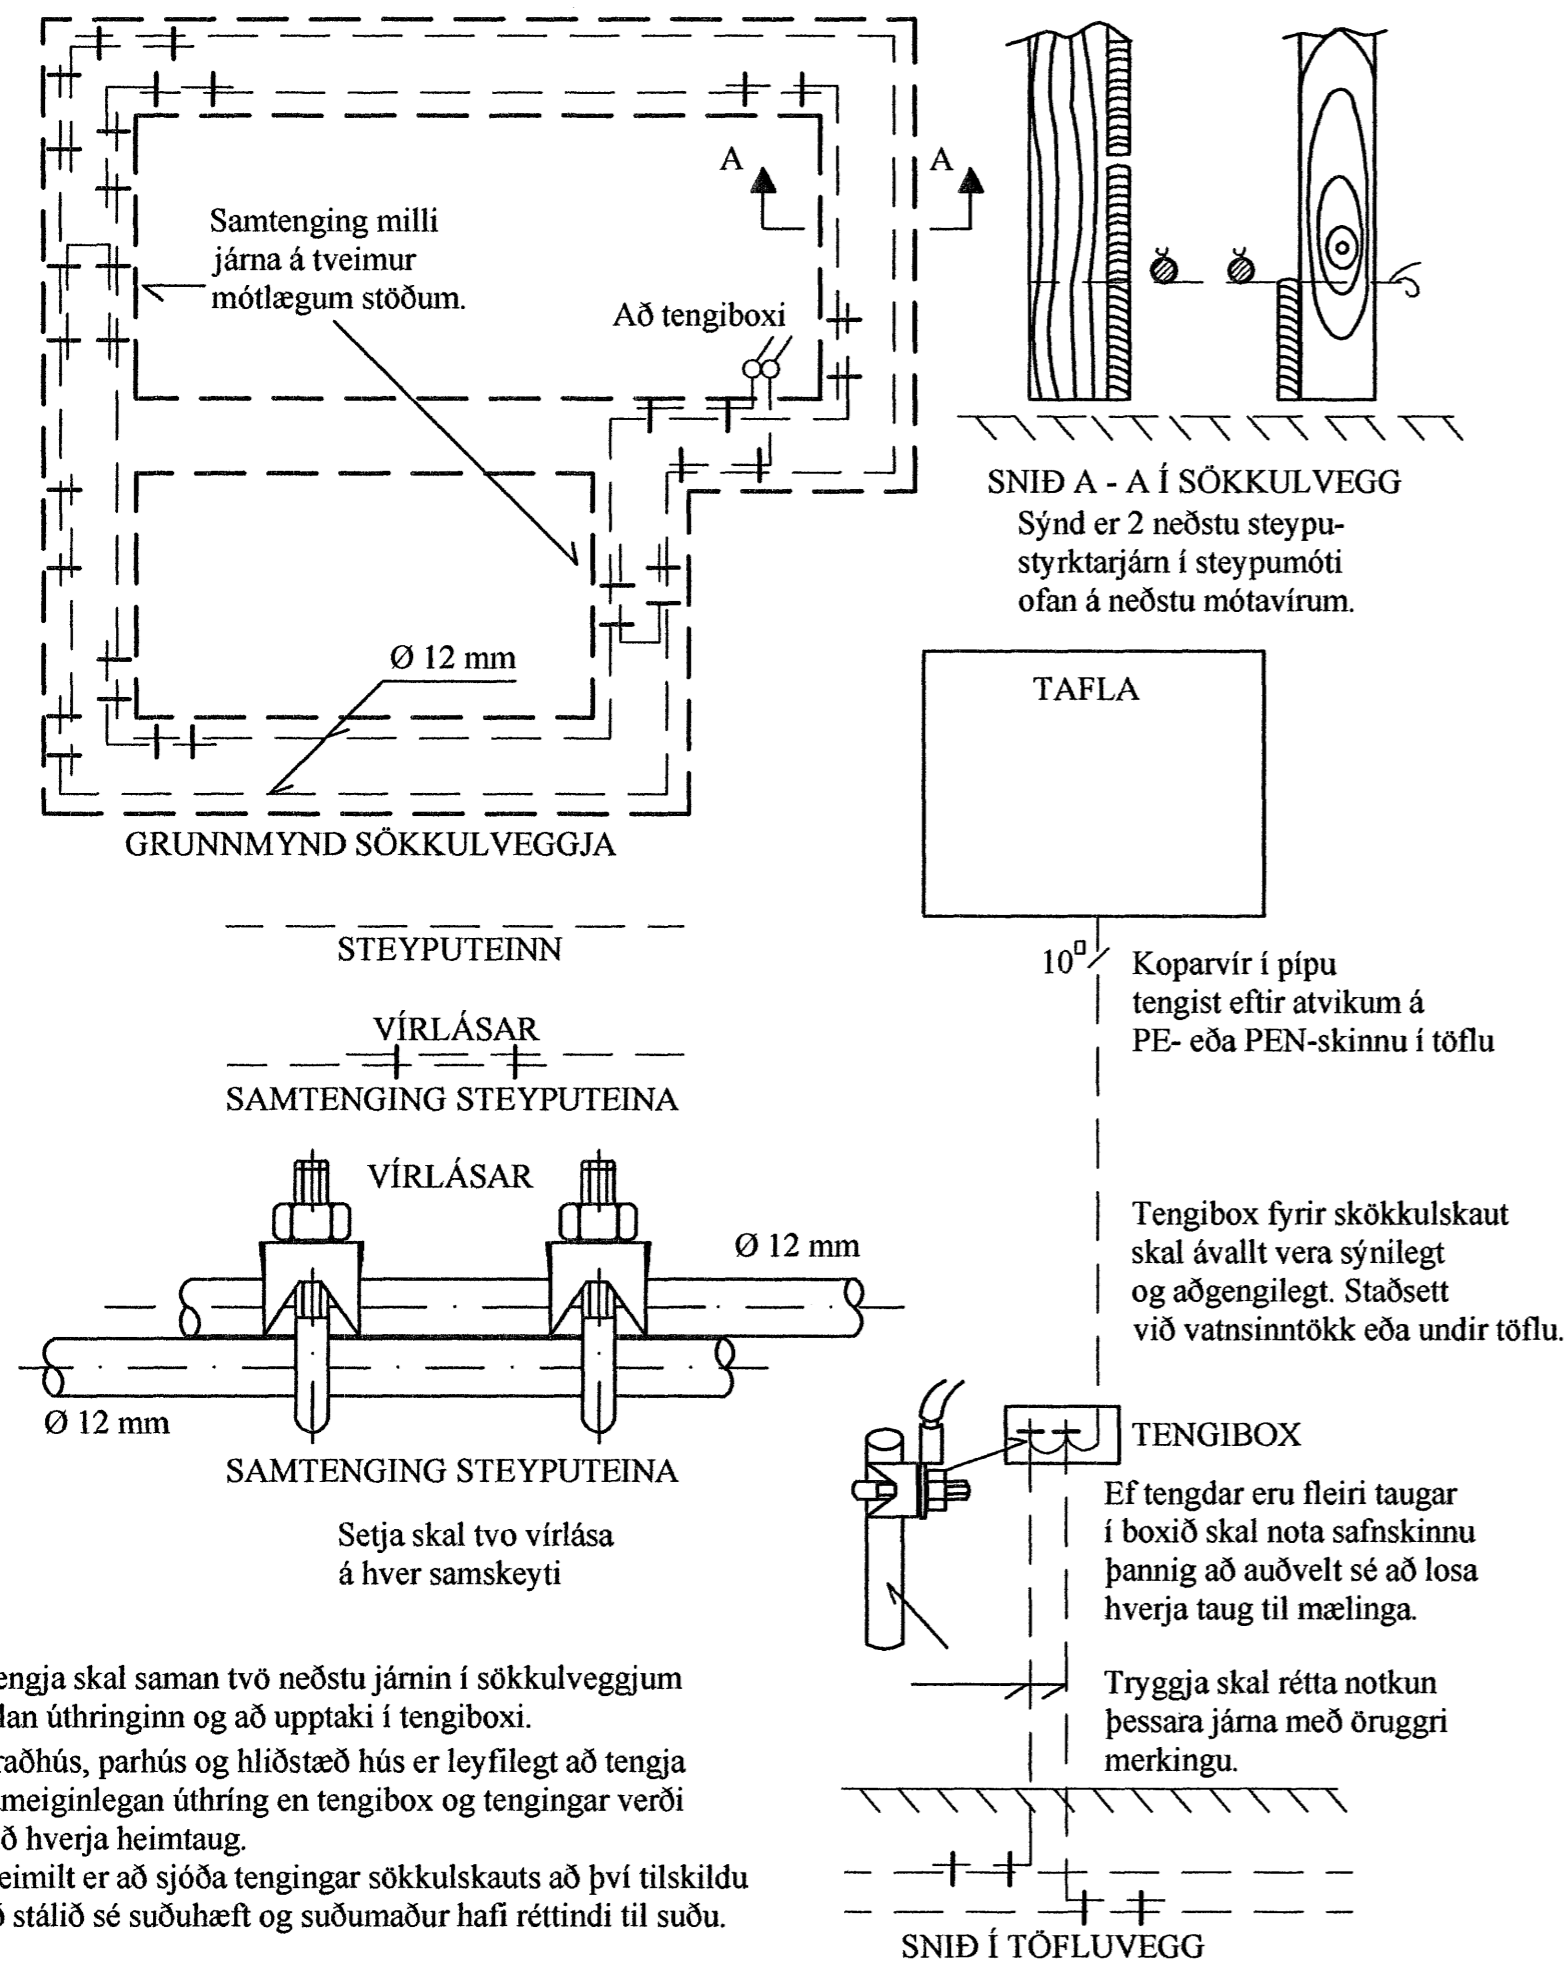 A
A
Samtenging milli
járna á tveimur
mótlægum stöðum.
Að tengiboxi
Ø 12 mm
GRUNNMYND SÖKKULVEGGJA
SNIÐ A - A Í SÖKKULVEGG
Sýnd er 2 neðstu steypu-
styrktarjárn í steypumóti
ofan á neðstu mótavírum.
STEYPUTEINN
VÍRLÁSAR
SAMTENGING STEYPUTEINA
VÍRLÁSAR
Ø 12 mm
Ø 12 mm
SAMTENGING STEYPUTEINA
Setja skal tvo vírlása
á hver samskeyti
TAFLA
10□
Koparvír í pípu
tengist eftir atvikum á
PE- eða PEN-skinnu í töflu
Tengibox fyrir skökkulskaut
skal ávallt vera sýnilegt
og aðgengilegt. Staðsett
við vatnsinntökk eða undir töflu.
TENGIBOX
Ef tengdar eru fleiri taugar
í boxið skal nota safnskinnu
þannig að auðvelt sé að losa
hverja taug til mælinga.
Tryggja skal rétta notkun
þessara járna með öruggri
merkingu.
SNIÐ Í TÖFLUVEGG
engja skal saman tvö neðstu járnin í sökkulveggjum
lan úthringinn og að upptaki í tengiboxi.
raðhús, parhús og hliðstæð hús er leyfilegt að tengja
meiginlegan úthríng en tengibox og tengingar verði
ð hverja heimtaug.
eimilt er að sjóða tengingar sökkulskauts að því tilskildu
ð stálið sé suðuhæft og suðumaður hafi réttindi til suðu.